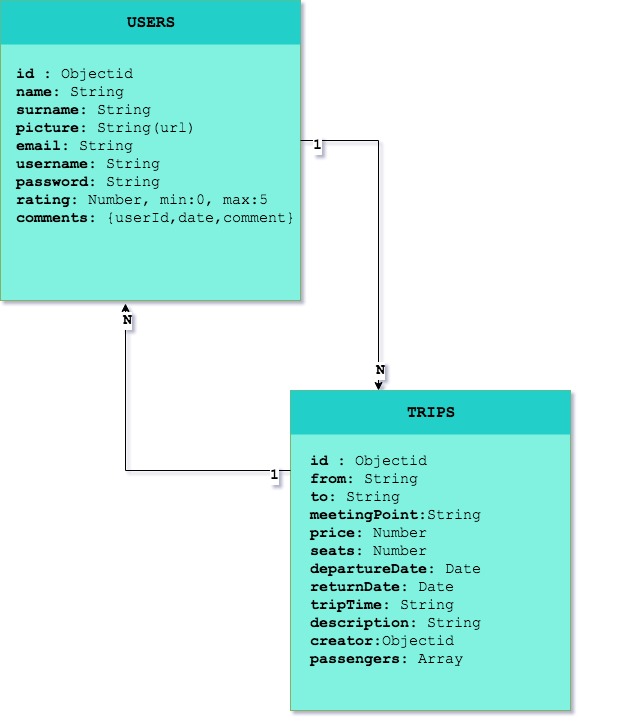 USERS
id : Objectid
name: String
surname: String
picture: String(url)
email: String
username: String
password: String
rating: Number, min:0, max:5
comments: {userId,date,comment}
1
N
N
1
TRIPS
id : Objectid
from: String
to: String
meetingPoint:String
price: Number
seats: Number
departureDate: Date
returnDate: Date
tripTime: String
description: String
creator:Objectid
passengers: Array